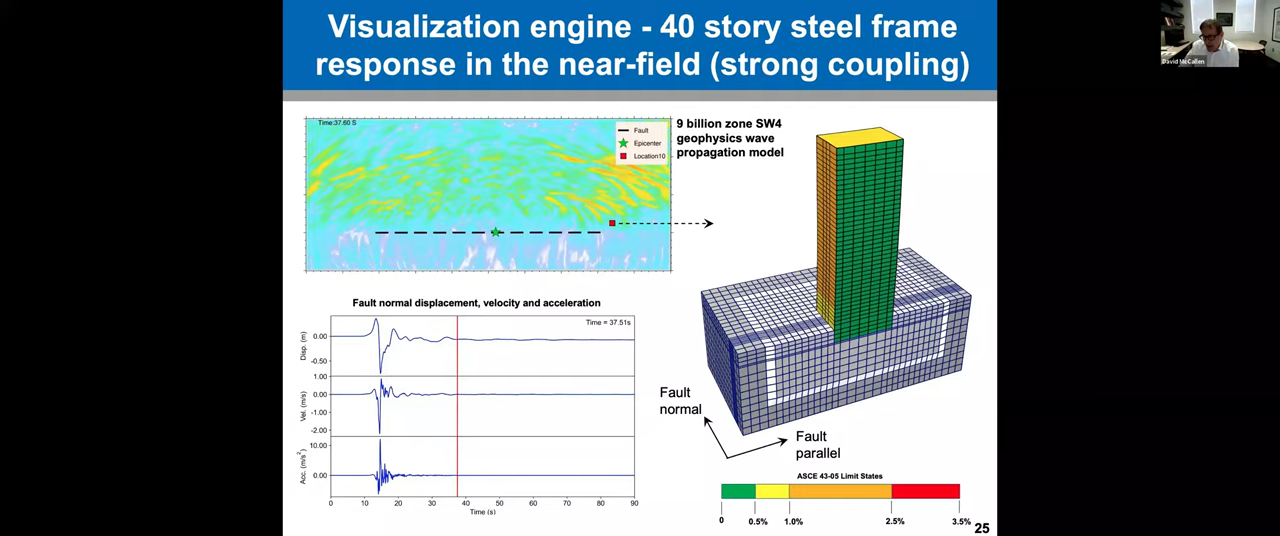 Visualization engine - 40 story steel frame
response in the near-field (strong coupling)
David McCallen
Time:37.60 S
Fault
Epicenter
Location10
9 billion zone SW4
geophysics wave
propagation model
Fault normal displacement, velocity and acceleration
Time = 37.51s
Disp. (m)
0.00
-0.50
Vel. (m/s)
1.00
0.00
-1.00
-2.00
Acc. (m/s²)
10.00
0.00
0 10 20 30 40 50 60 70 80 90
Time (s)
Fault
normal
Fault
parallel
ASCE 43-05 Limit States
0 0.5% 1.0% 2.5% 3.5%
25